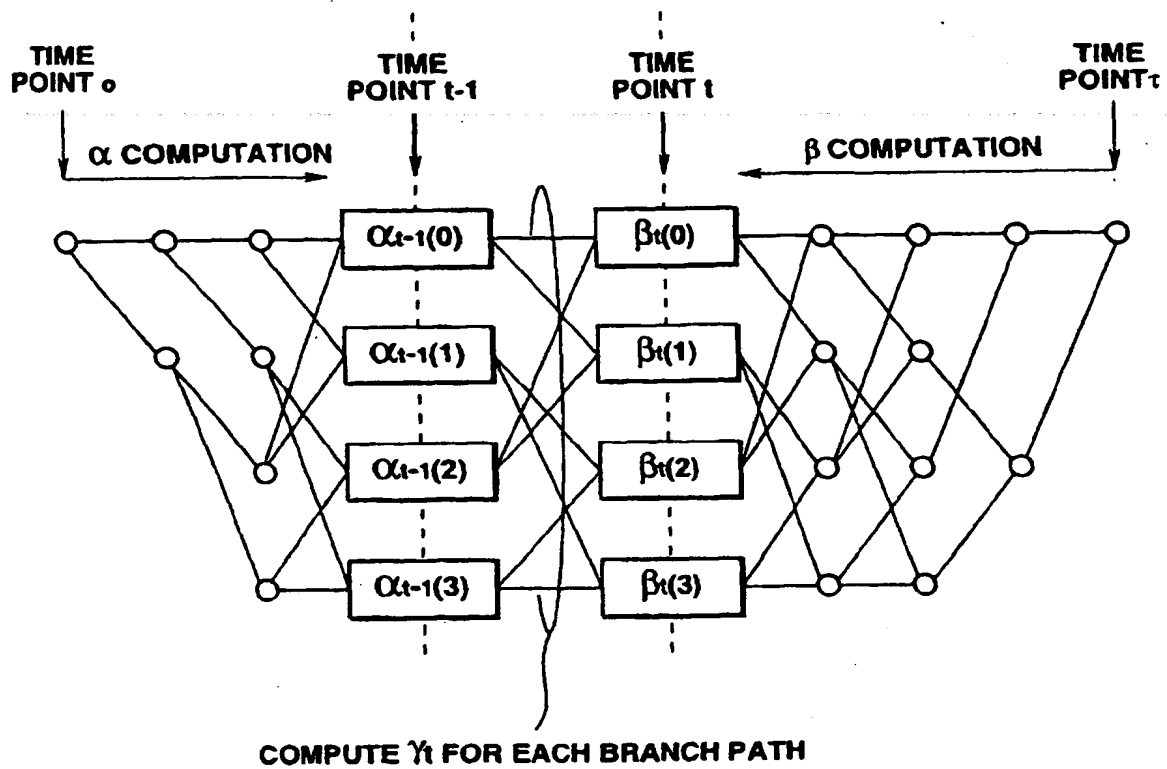 TIME
POINT o
TIME
POINT t-1
TIME
POINT t
TIME
POINT τ
α COMPUTATION
β COMPUTATION
αt-1(0)
βt(0)
αt-1(1)
βt(1)
αt-1(2)
βt(2)
αt-1(3)
βt(3)
COMPUTE γt FOR EACH BRANCH PATH